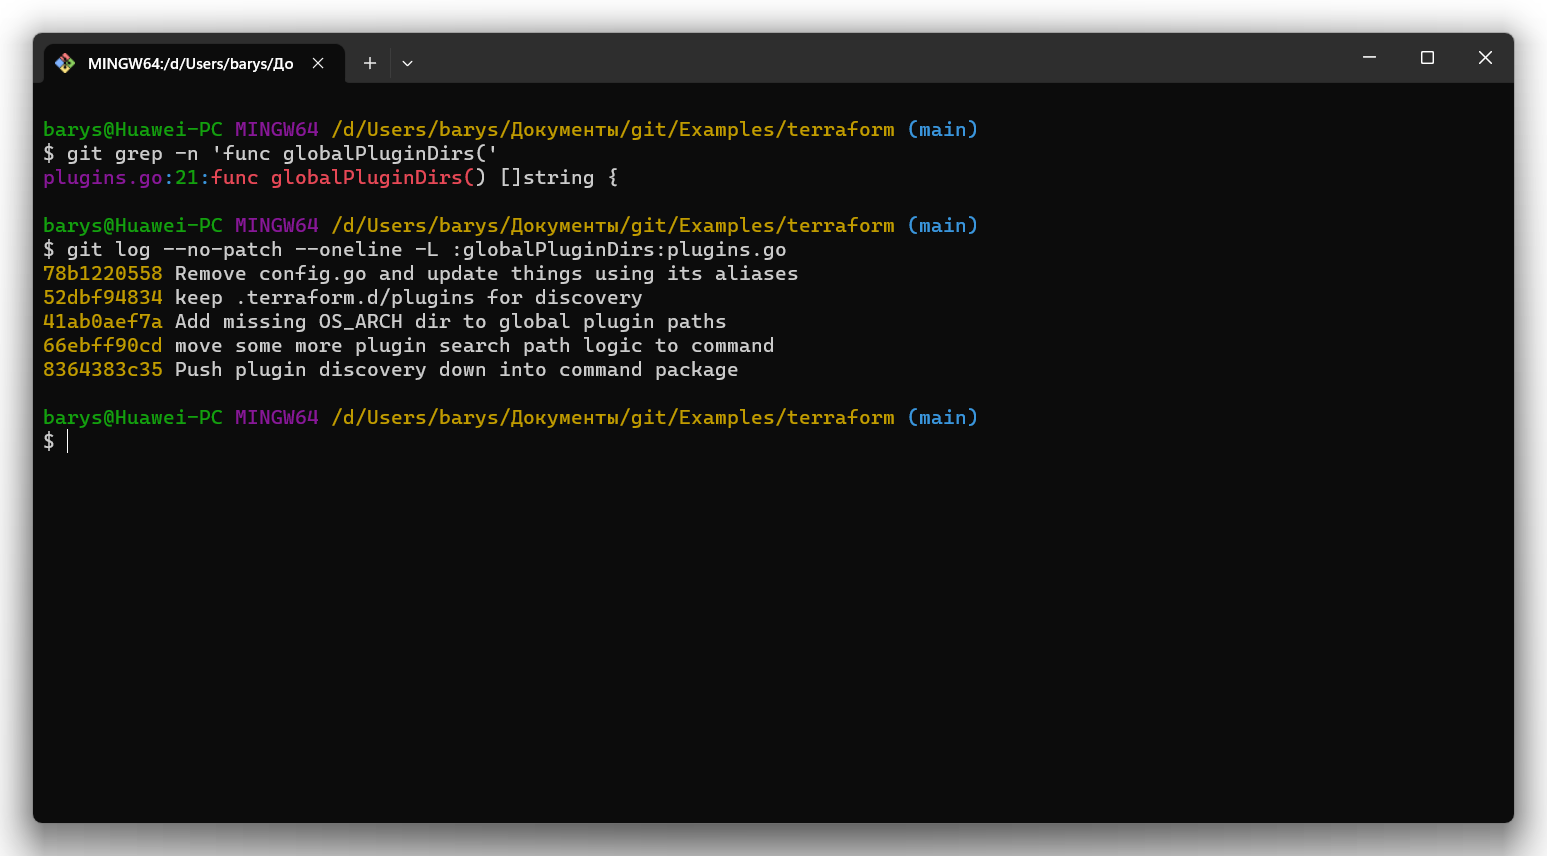 MINGW64:/d/Users/barys/До
barys@Huawei-PC MINGW64 /d/Users/barys/Документы/git/Examples/terraform (main)
$ git grep -n 'func globalPluginDirs('
plugins.go:21:func globalPluginDirs() []string {
barys@Huawei-PC MINGW64 /d/Users/barys/Документы/git/Examples/terraform (main)
$ git log --no-patch --oneline -L :globalPluginDirs:plugins.go
78b1220558 Remove config.go and update things using its aliases
52dbf94834 keep .terraform.d/plugins for discovery
41ab0aef7a Add missing OS_ARCH dir to global plugin paths
66ebff90cd move some more plugin search path logic to command
8364383c35 Push plugin discovery down into command package
barys@Huawei-PC MINGW64 /d/Users/barys/Документы/git/Examples/terraform (main)
$